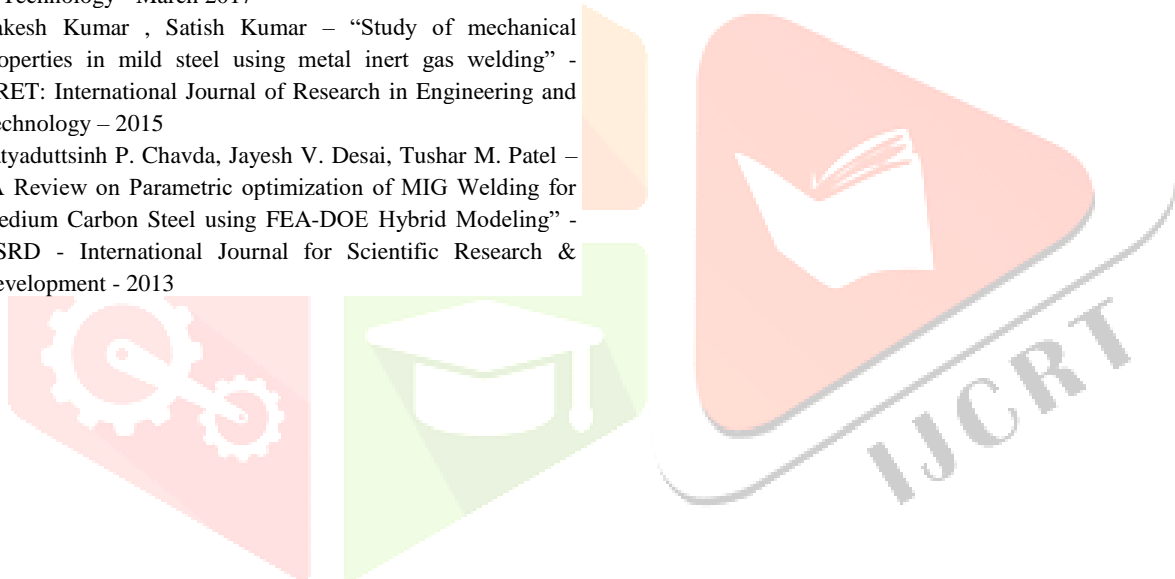 Technology - March 2017
akesh Kumar , Satish Kumar – “Study of mechanical
operties in mild steel using metal inert gas welding” -
RET: International Journal of Research in Engineering and
echnology – 2015
atyaduttsinh P. Chavda, Jayesh V. Desai, Tushar M. Patel –
A Review on Parametric optimization of MIG Welding for
edium Carbon Steel using FEA-DOE Hybrid Modeling” -
SRD - International Journal for Scientific Research &
evelopment - 2013
IJCRT